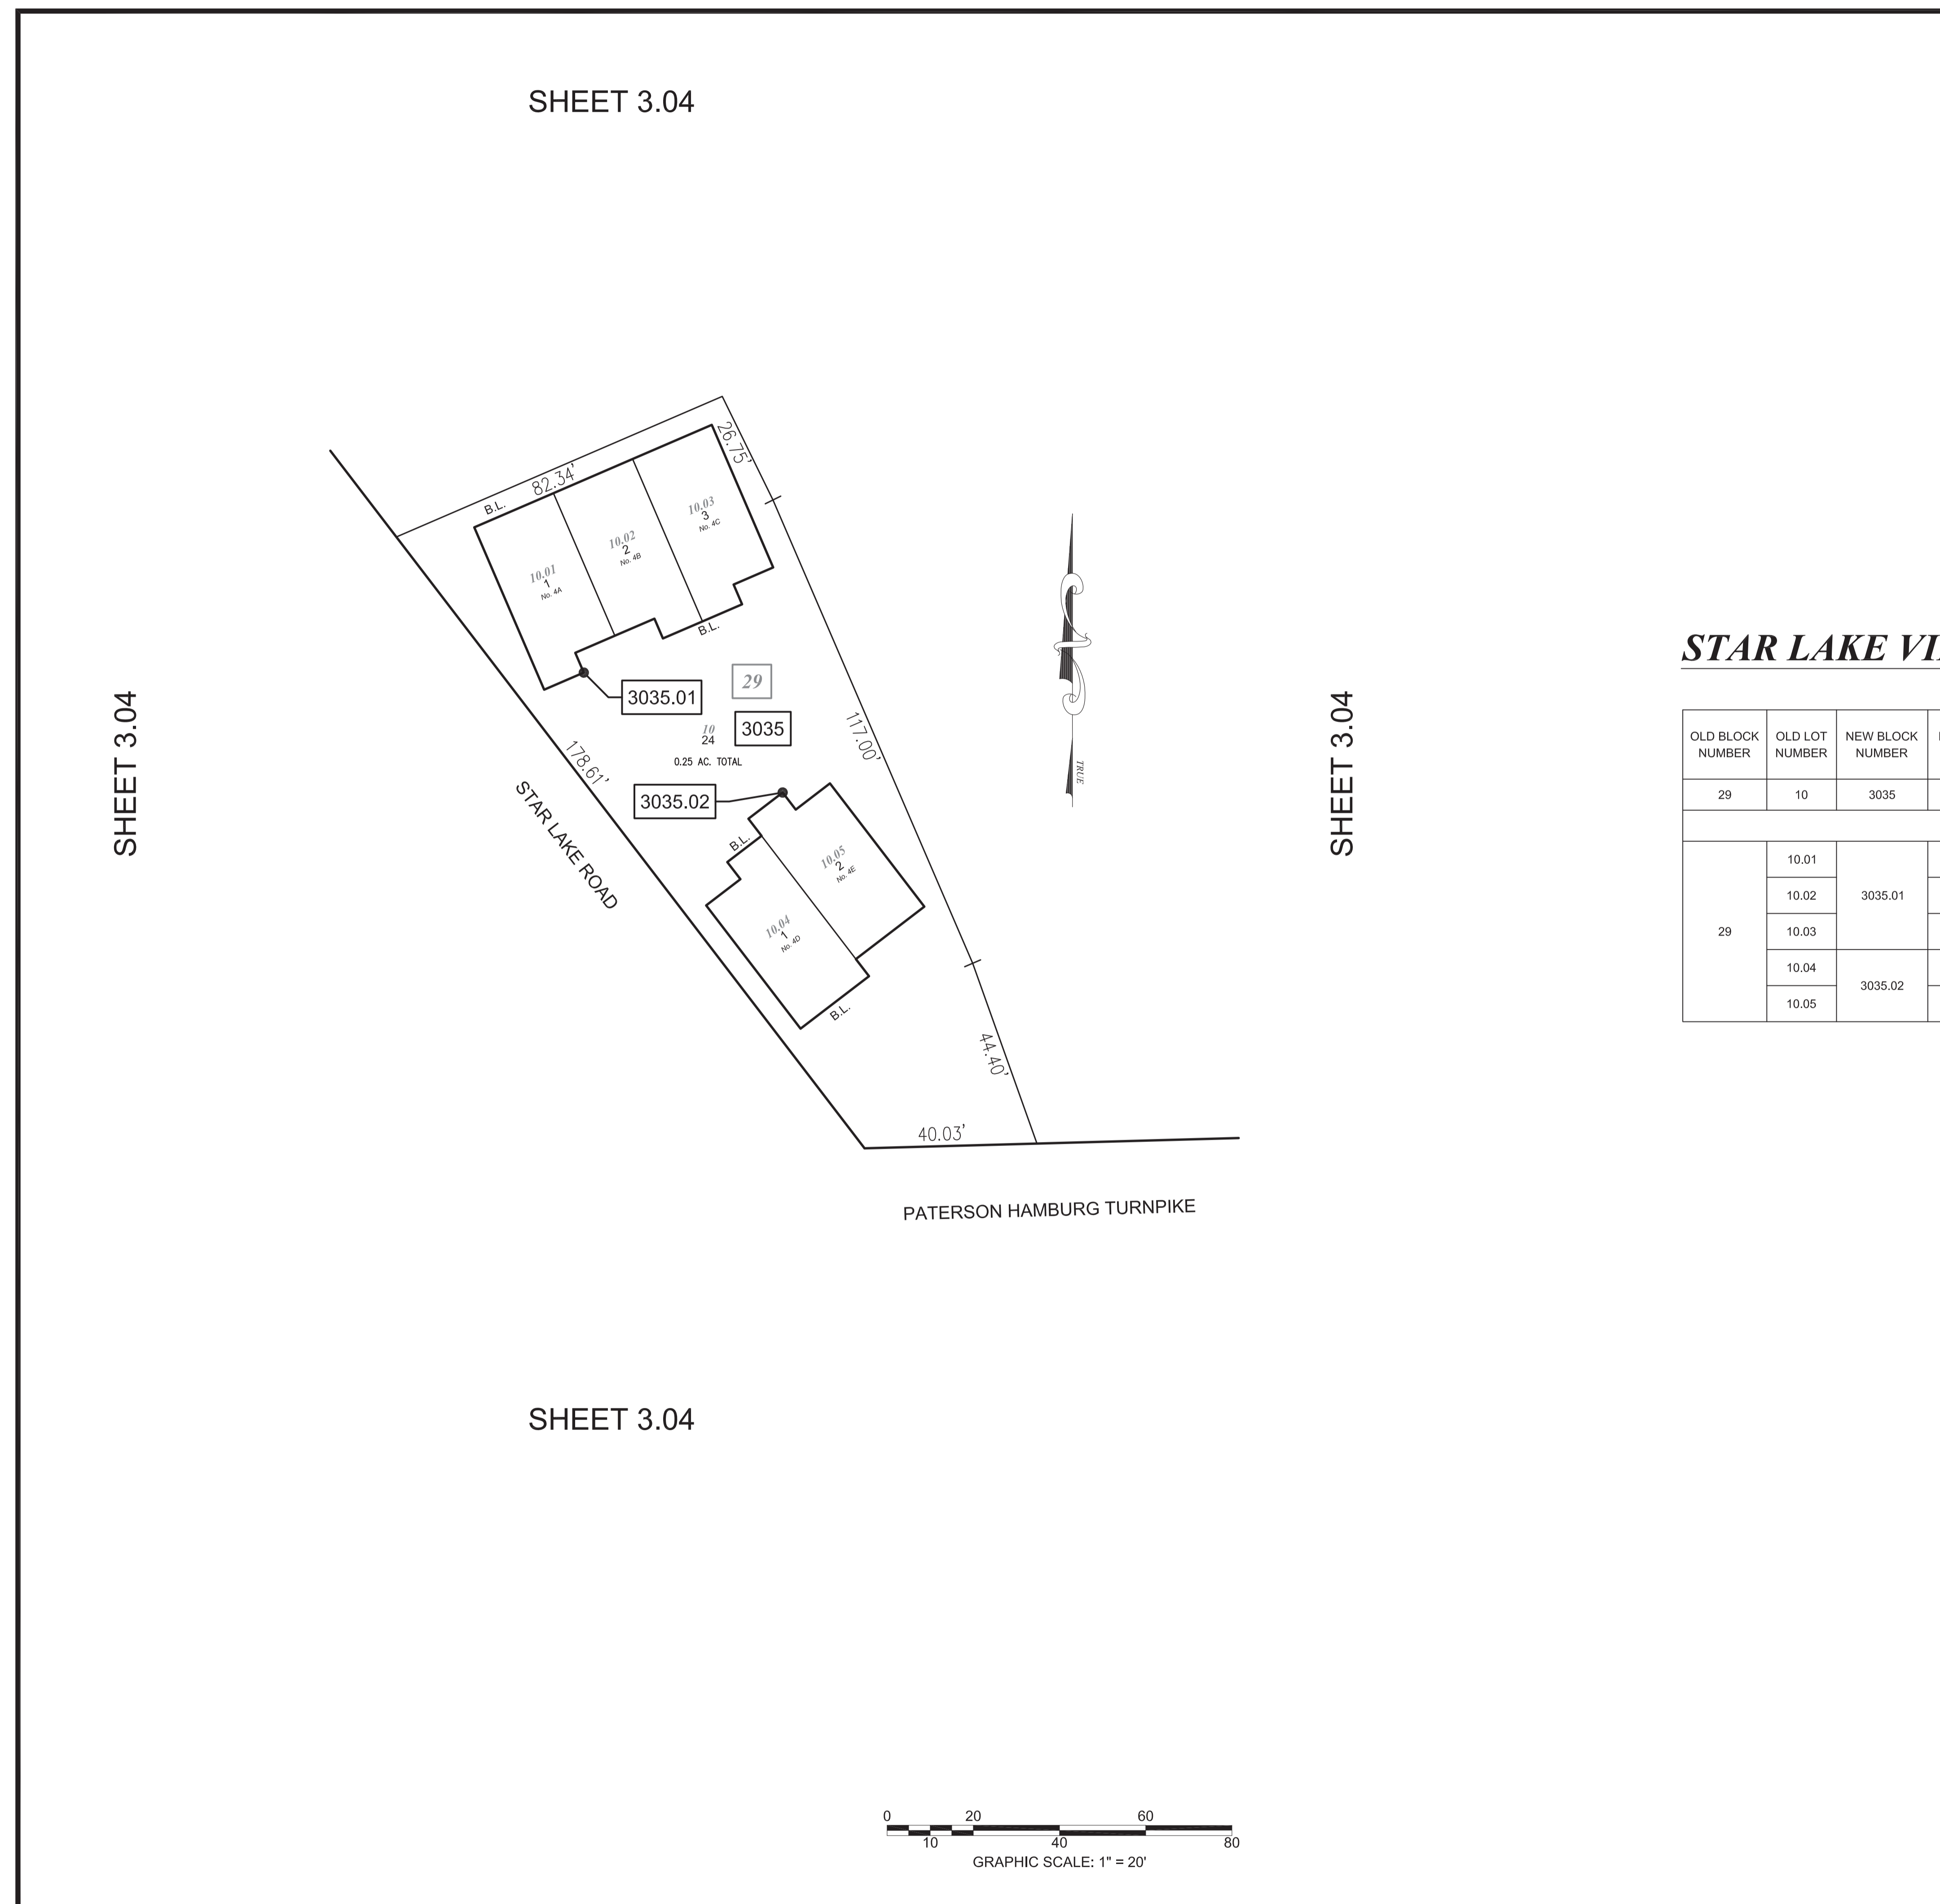 SHEET 3.04
26.75'
82.34'
B.L.
10.03
3
No. 4C
10.02
2
No. 4B
10.01
1
No. 4A
B.L.
3035.01
29
10
24
3035
0.25 AC. TOTAL
117.00'
178.61'
STAR LAKE ROAD
3035.02
B.L.
10.05
2
No. 4E
10.04
1
No. 4D
B.L.
44.40'
40.03'
PATERSON HAMBURG TURNPIKE
TRUE
SHEET 3.04
SHEET 3.04
SHEET 3.04
STAR LAKE
OLD BLOCK NUMBER
OLD LOT NUMBER
NEW BLOCK NUMBER
29 10 3035
29
10.01
10.02
10.03
3035.01
10.04
10.05
3035.02
0 20 60
10 40 80
GRAPHIC SCALE: 1" = 20'